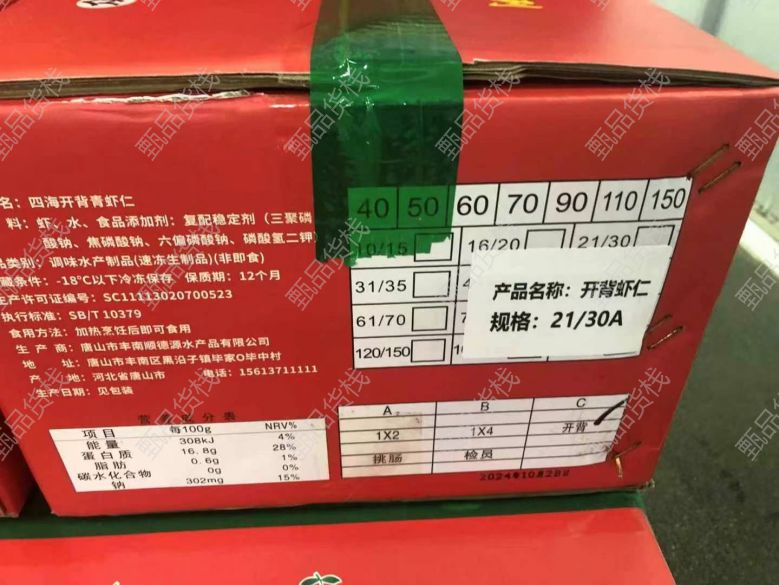 名：四海开背青虾仁
料：虾、水、食品添加剂：复配稳定剂（三聚磷
酸钠、焦磷酸钠、六偏磷酸钠、磷酸氢二钾）
品类别：调味水产制品(速冻生制品)(非即食)
藏条件：-18℃以下冷冻保存 保质期：12个月
生产许可证编号：SC11113020700523
执行标准：SB/T 10379
食用方法：加热烹饪后即可食用
生 产 商：唐山市丰南顺德源水产有限公司
地 址：唐山市丰南区黑沿子镇毕家O毕中村
产 地：河北省唐山市 电话：15613711111
生产日期：见包装
营养成分表
项目 每100g NRV%
能量 308kJ 4%
蛋白质 16.8g 28%
脂肪 0.6g 1%
碳水化合物 0g 0%
钠 302mg 15%
40 50 60 70 90 110 150
10/15 16/20 21/30
31/35
61/70
120/150
产品名称：开背虾仁
规格：21/30A
A B C
1X2 1X4 开背
挑肠 检员
甄品货栈